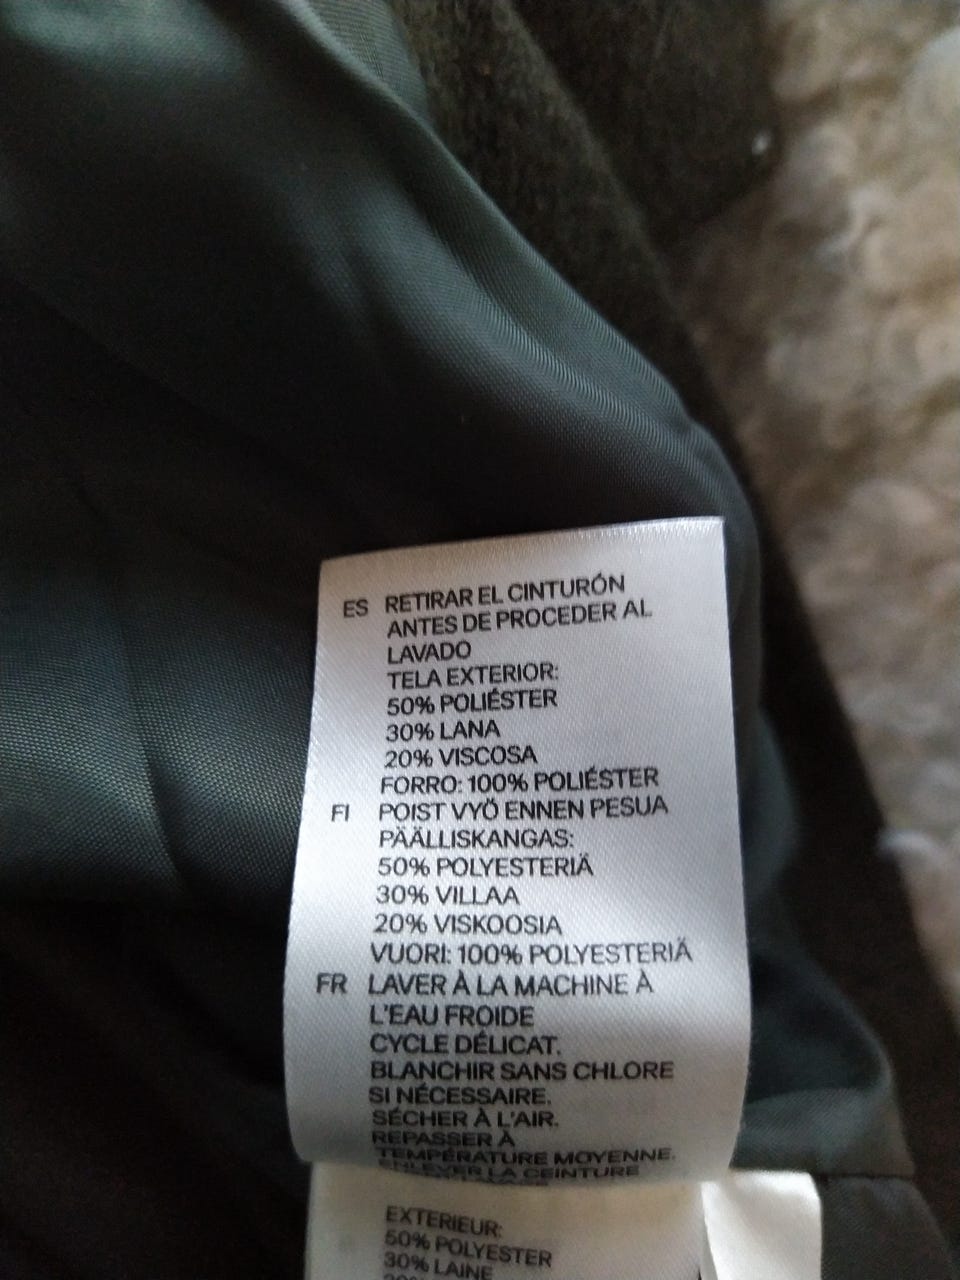 ES RETIRAR EL CINTURÓN
ANTES DE PROCEDER AL
LAVADO
TELA EXTERIOR:
50% POLIÉSTER
30% LANA
20% VISCOSA
FORRO: 100% POLIÉSTER
FI POIST VYÖ ENNEN PESUA
PÄÄLLISKANGAS:
50% POLYESTERIÄ
30% VILLAA
20% VISKOOSIA
VUORI: 100% POLYESTERIÄ
FR LAVER À LA MACHINE À
L'EAU FROIDE
CYCLE DÉLICAT.
BLANCHIR SANS CHLORE
SI NÉCESSAIRE.
SÉCHER À L'AIR.
REPASSER À
TEMPÉRATURE MOYENNE.
ENLEVER LA CEINTURE
EXTERIEUR:
50% POLYESTER
30% LAINE